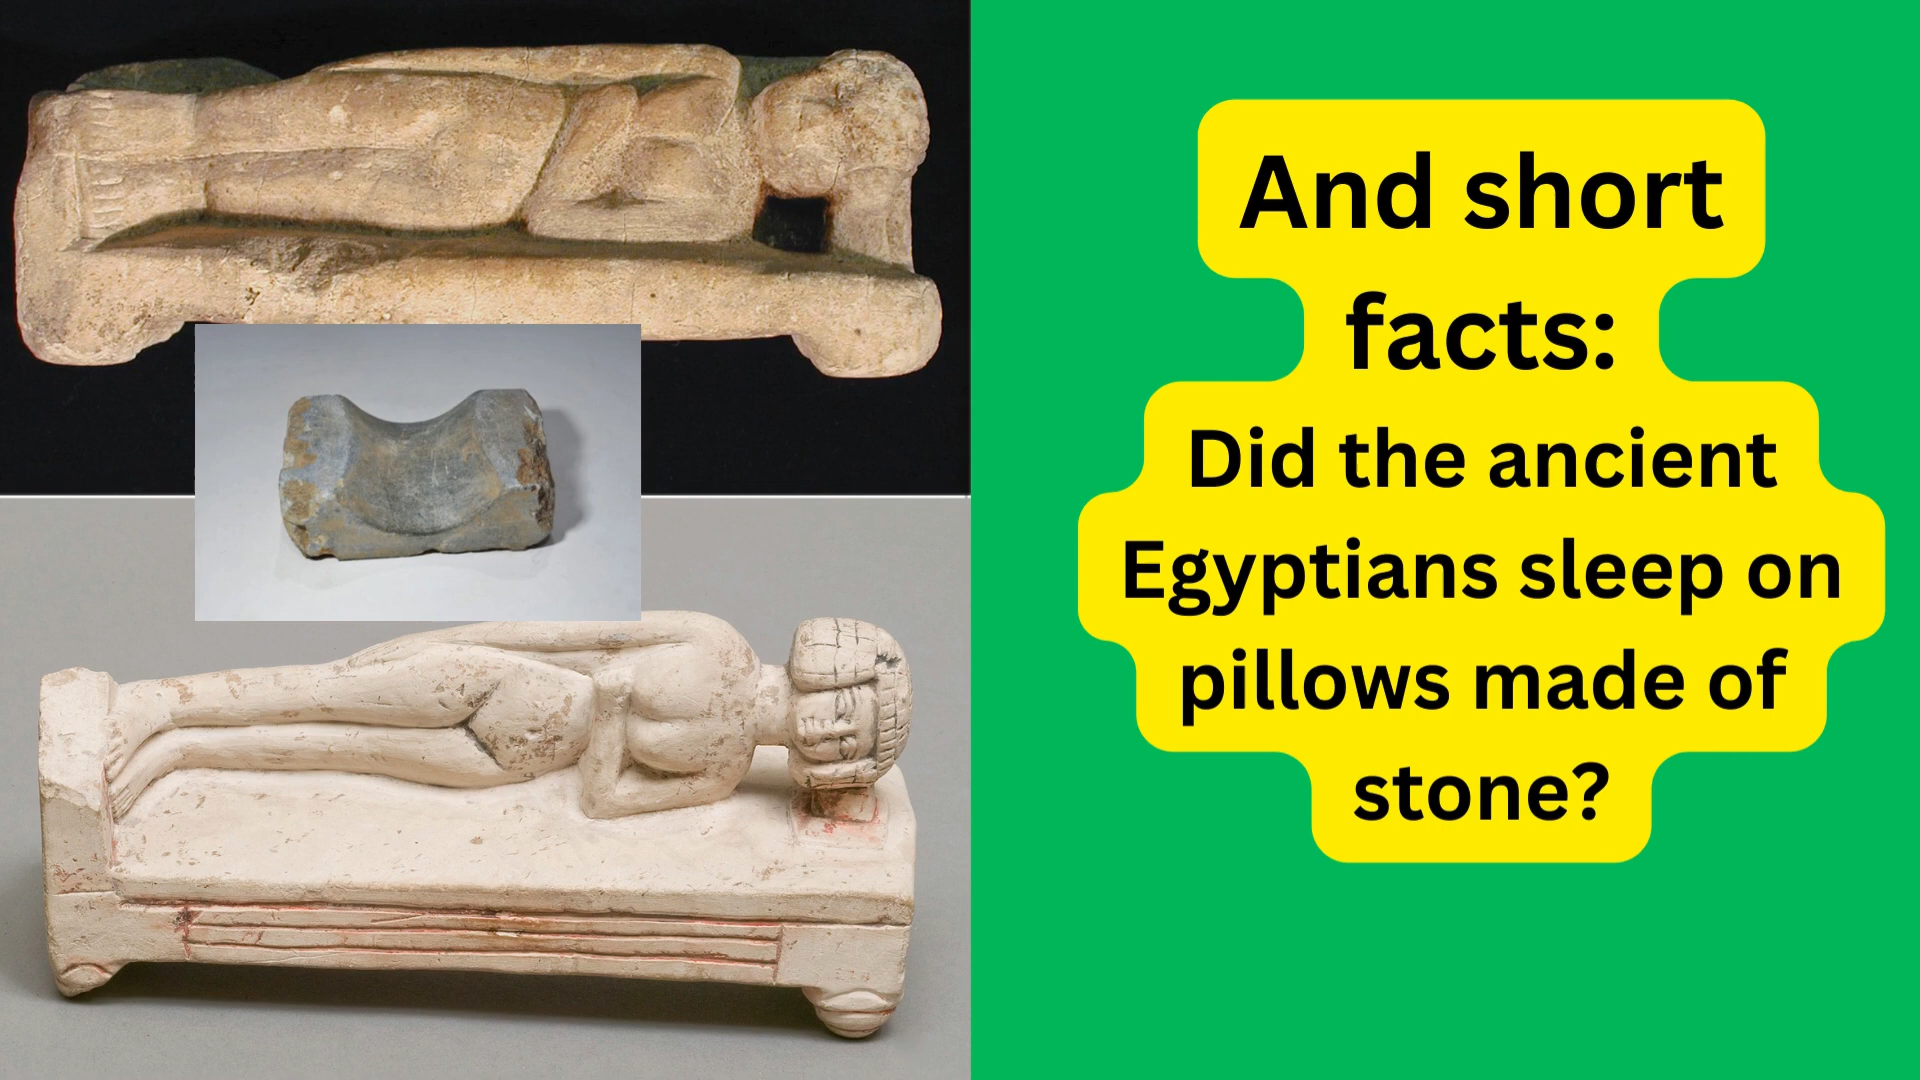 And short
facts:
Did the ancient
Egyptians sleep on
pillows made of
stone?